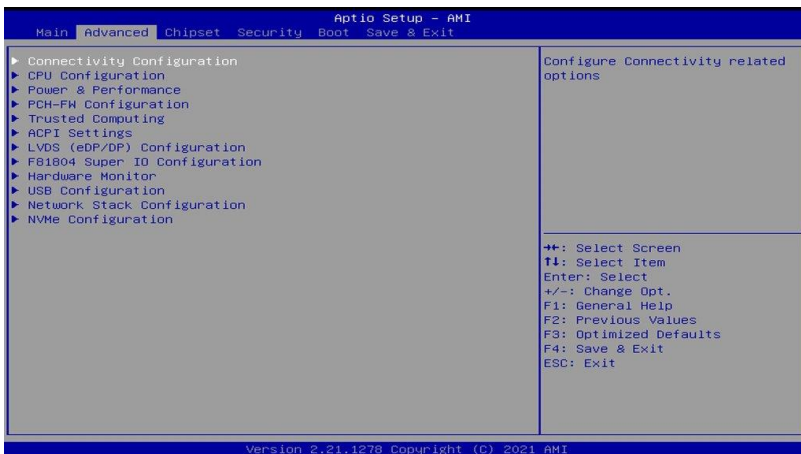 Aptio Setup – AMI
Main Advanced Chipset Security Boot Save & Exit
▶ Connectivity Configuration
▶ CPU Configuration
▶ Power & Performance
▶ PCH-FW Configuration
▶ Trusted Computing
▶ ACPI Settings
▶ LVDS (eDP/DP) Configuration
▶ F81804 Super IO Configuration
▶ Hardware Monitor
▶ USB Configuration
▶ Network Stack Configuration
▶ NVMe Configuration
Configure Connectivity related
options
→←: Select Screen
↑↓: Select Item
Enter: Select
+/-: Change Opt.
F1: General Help
F2: Previous Values
F3: Optimized Defaults
F4: Save & Exit
ESC: Exit
Version 2.21.1278 Copyright (C) 2021 AMI